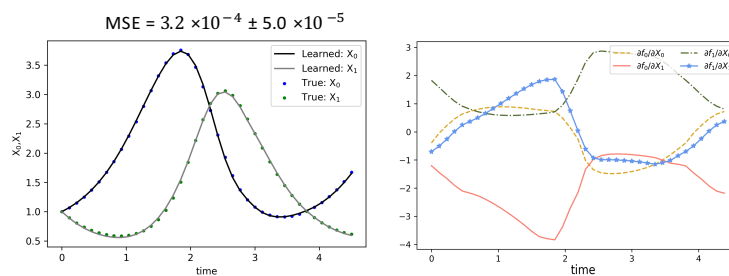 MSE = 3.2 ×10⁻⁴ ± 5.0 ×10⁻⁵
Learned: X₀
Learned: X₁
True: X₀
True: X₁
X₀,X₁
3.5
3.0
2.5
2.0
1.5
1.0
0.5
0
1
2
3
4
time
∂f₀/∂X₀
∂f₀/∂X₁
∂f₁/∂X₀
∂f₁/∂X
3
2
1
0
−1
−2
−3
−4
0
1
2
3
4
time